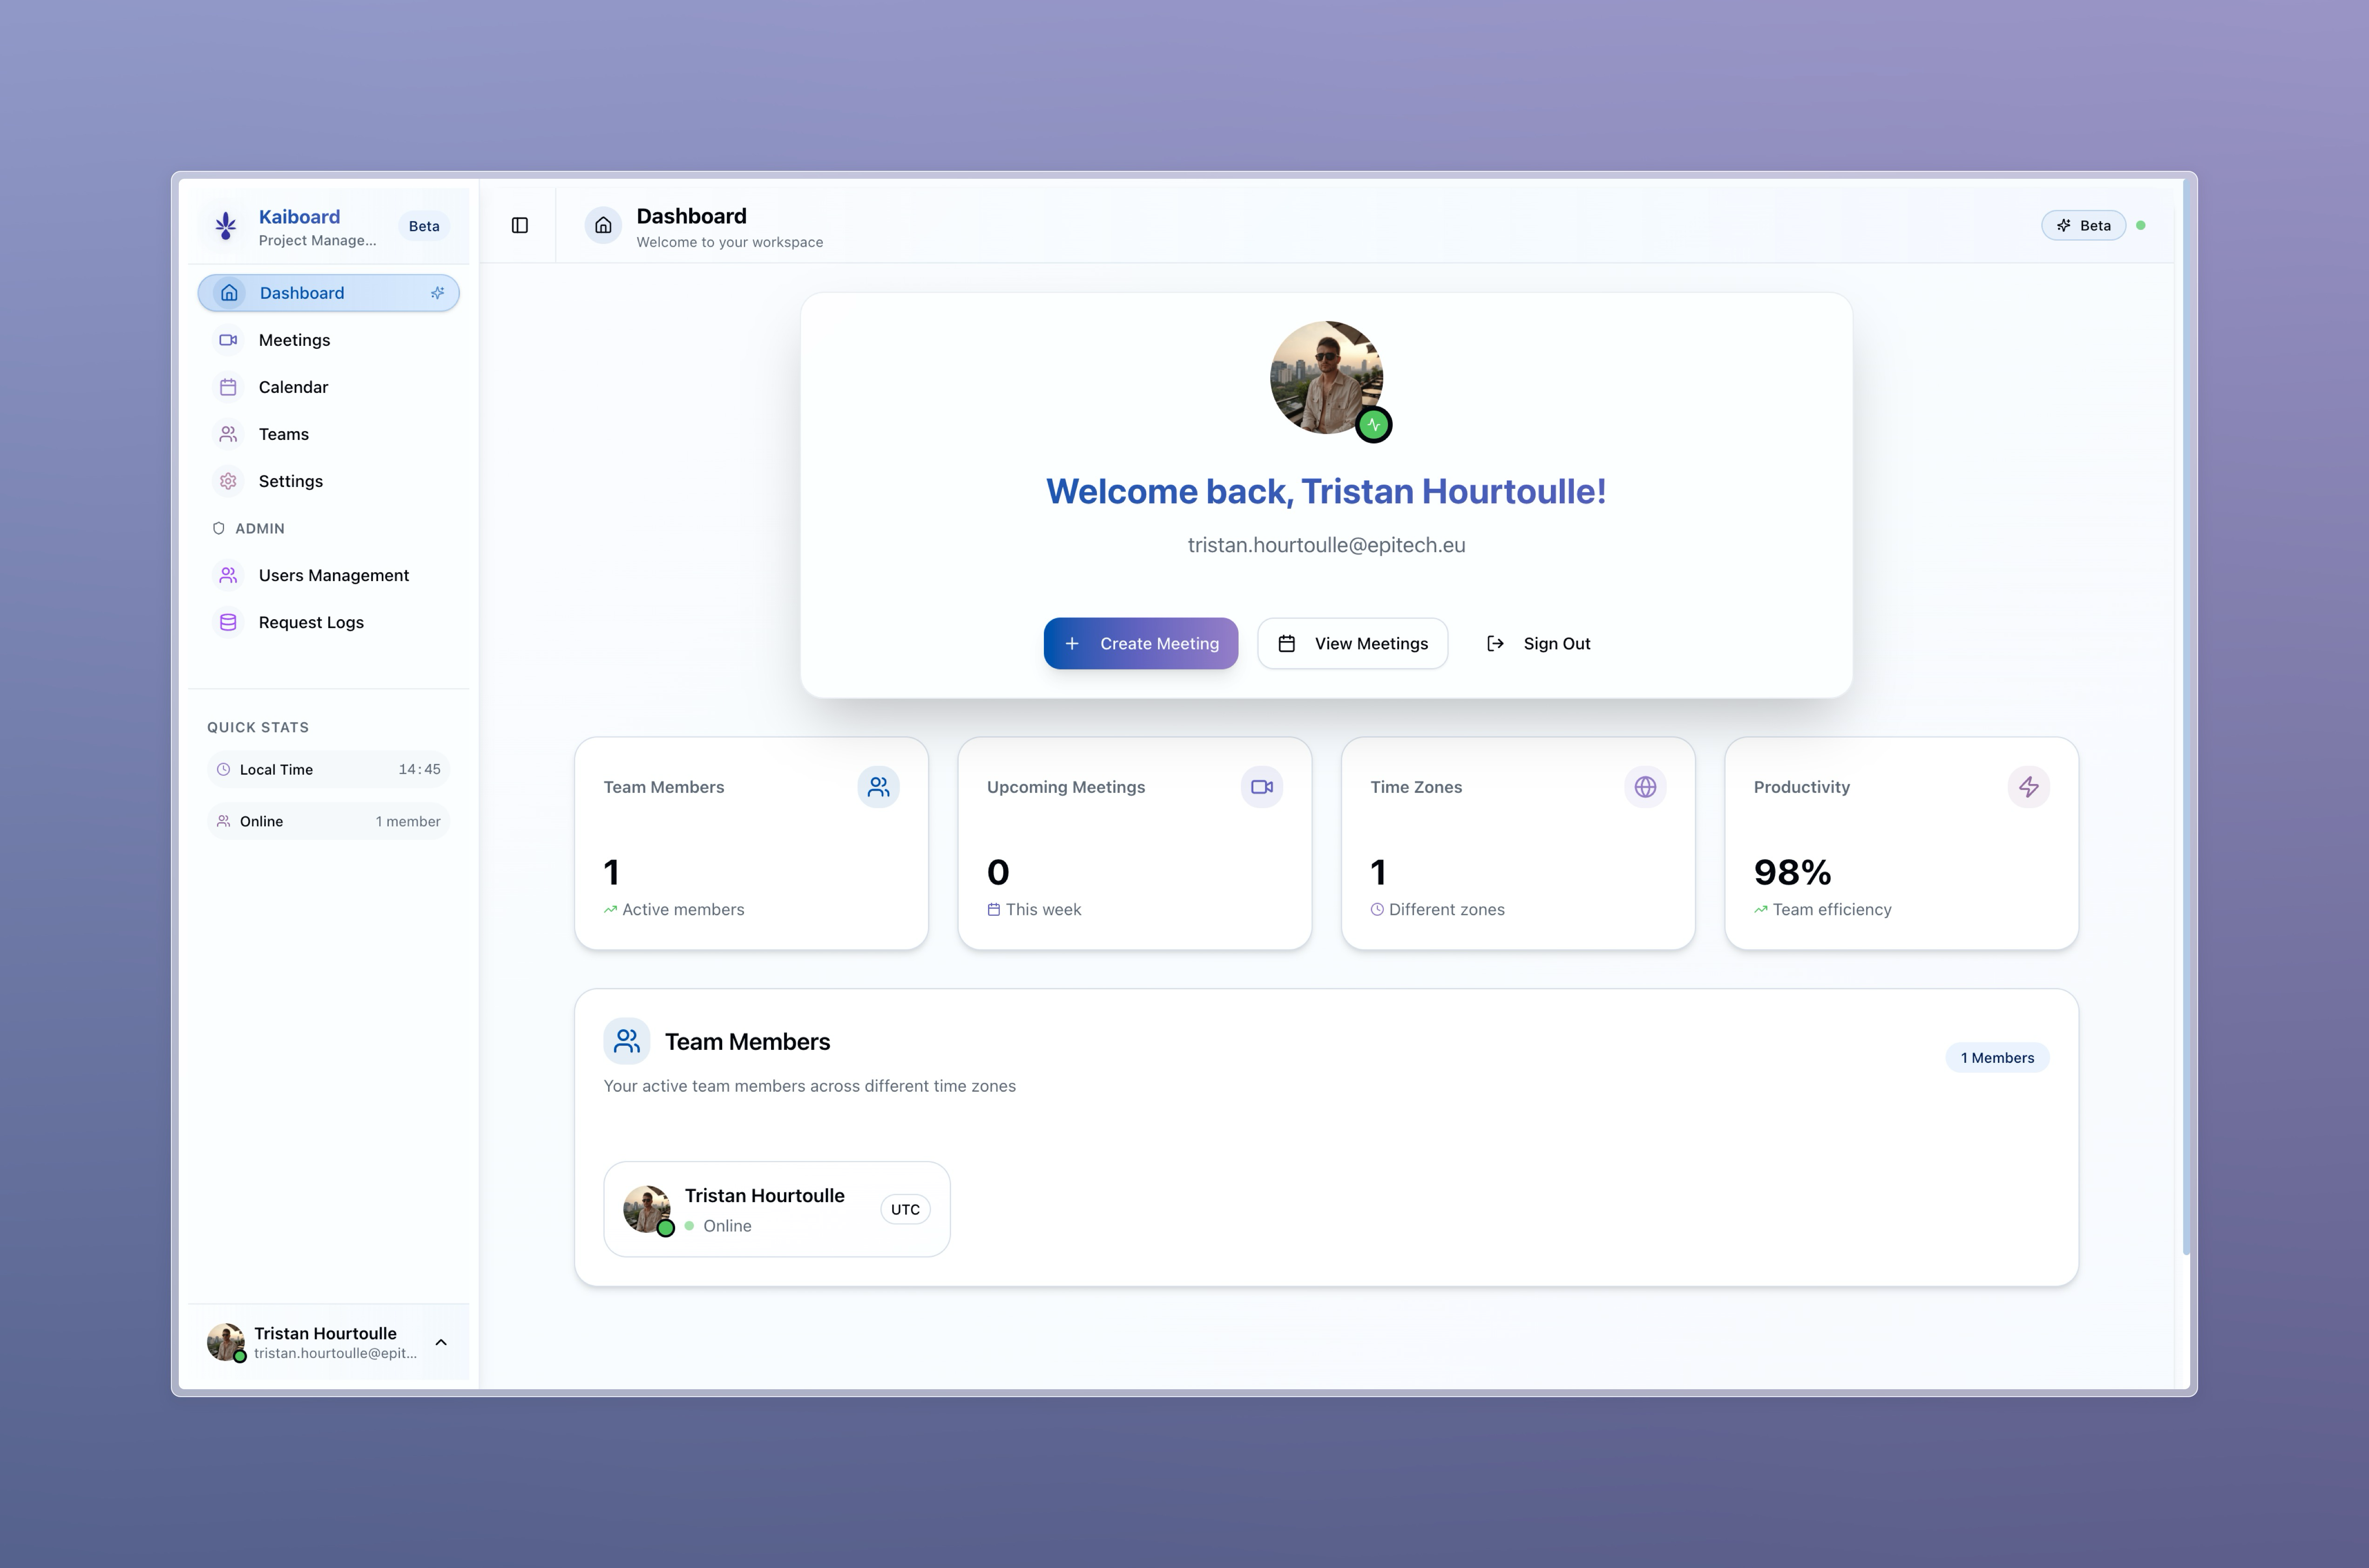 Kaiboard
Project Manage...
Beta
Dashboard
Meetings
Calendar
Teams
Settings
ADMIN
Users Management
Request Logs
QUICK STATS
Local Time 14:45
Online 1 member
Tristan Hourtoulle
tristan.hourtoulle@epit...
Dashboard
Welcome to your workspace
Beta
Welcome back, Tristan Hourtoulle!
tristan.hourtoulle@epitech.eu
Create Meeting
View Meetings
Sign Out
Team Members
1
Active members
Upcoming Meetings
0
This week
Time Zones
1
Different zones
Productivity
98%
Team efficiency
Team Members
Your active team members across different time zones
1 Members
Tristan Hourtoulle
Online
UTC